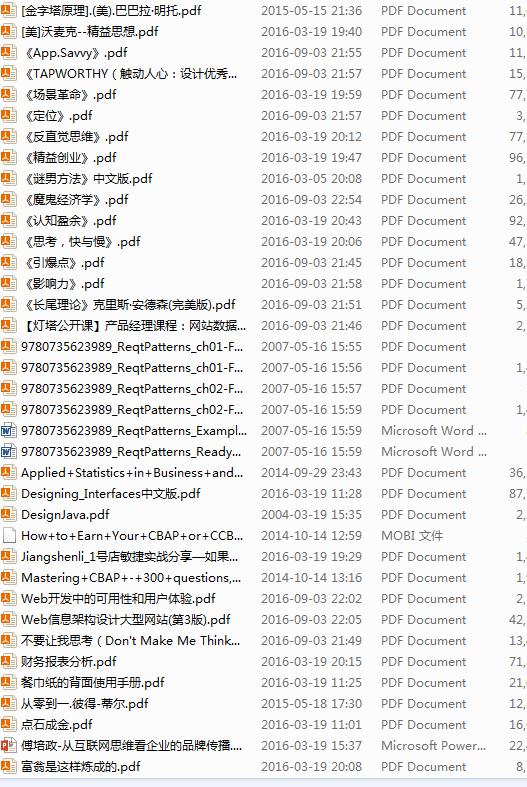 [金字塔原理].(美).巴巴拉·明托.pdf 2015-05-15 21:36 PDF Document 11,
[美]沃麦克--精益思想.pdf 2016-03-19 19:40 PDF Document 10,
《App.Savvy》.pdf 2016-09-03 21:55 PDF Document 11,
《TAPWORTHY（触动人心：设计优秀... 2016-09-03 21:57 PDF Document 15,
《场景革命》.pdf 2016-03-19 19:59 PDF Document 77,
《定位》.pdf 2016-09-03 21:57 PDF Document 3,
《反直觉思维》.pdf 2016-03-19 20:12 PDF Document 77,
《精益创业》.pdf 2016-03-19 19:47 PDF Document 96,
《谜男方法》中文版.pdf 2016-03-05 20:08 PDF Document 1,
《魔鬼经济学》.pdf 2016-09-03 22:54 PDF Document 26,
《认知盈余》.pdf 2016-03-19 20:43 PDF Document 92,
《思考，快与慢》.pdf 2016-03-19 20:06 PDF Document 47,
《引爆点》.pdf 2016-09-03 21:45 PDF Document 18,
《影响力》.pdf 2016-09-03 21:58 PDF Document 1,
《长尾理论》克里斯·安德森(完美版).pdf 2016-09-03 21:51 PDF Document 5,
【灯塔公开课】产品经理课程：网站数据... 2016-09-03 21:46 PDF Document 2,
9780735623989_ReqtPatterns_ch01-F... 2007-05-16 15:55 PDF Document
9780735623989_ReqtPatterns_ch01-F... 2007-05-16 15:56 PDF Document 1,
9780735623989_ReqtPatterns_ch02-F... 2007-05-16 15:57 PDF Document
9780735623989_ReqtPatterns_ch02-F... 2007-05-16 15:59 PDF Document 1,
9780735623989_ReqtPatterns_Exampl... 2007-05-16 15:59 Microsoft Word ...
9780735623989_ReqtPatterns_Ready... 2007-05-16 15:59 Microsoft Word ...
Applied+Statistics+in+Business+and... 2014-09-29 23:43 PDF Document 36,
Designing_Interfaces中文版.pdf 2016-03-19 11:28 PDF Document 87,
DesignJava.pdf 2004-03-19 15:35 PDF Document 2,
How+to+Earn+Your+CBAP+or+CCB... 2014-10-14 12:59 MOBI 文件
Jiangshenli_1号店敏捷实战分享—如果... 2016-03-19 19:29 PDF Document 1,
Mastering+CBAP+-+300+questions,... 2014-10-14 13:16 PDF Document 1,
Web开发中的可用性和用户体验.pdf 2016-09-03 22:02 PDF Document 2,
Web信息架构设计大型网站(第3版).pdf 2016-09-03 22:05 PDF Document 42,
不要让我思考（Don't Make Me Think... 2016-09-03 21:49 PDF Document 13,
财务报表分析.pdf 2016-03-19 20:15 PDF Document 71,
餐巾纸的背面使用手册.pdf 2016-03-19 11:25 PDF Document 21,
从零到一.彼得-蒂尔.pdf 2015-05-18 17:30 PDF Document 12,
点石成金.pdf 2016-03-19 11:01 PDF Document 16,
傅培政-从互联网思维看企业的品牌传播.... 2016-03-19 15:37 Microsoft Power... 22,
富翁是这样炼成的.pdf 2016-03-19 20:08 PDF Document 8,